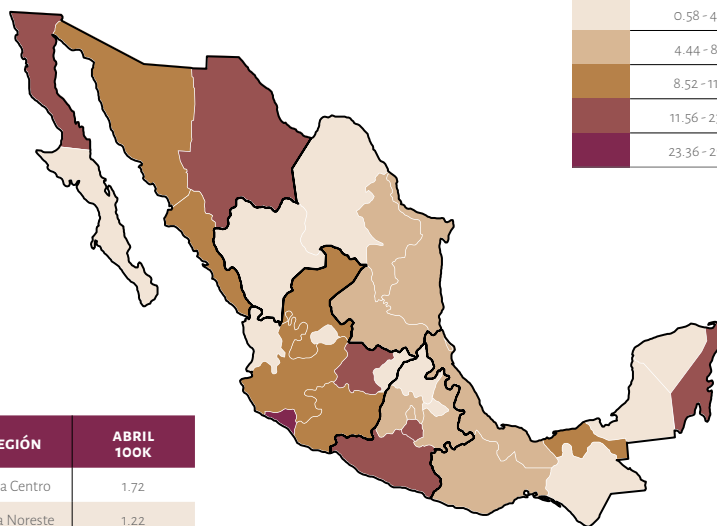 0.58 - 4
4.44 - 8
8.52 - 11
11.56 - 2
23.36 - 2
EGIÓN ABRIL
100K
a Centro 1.72
a Noreste 1.22